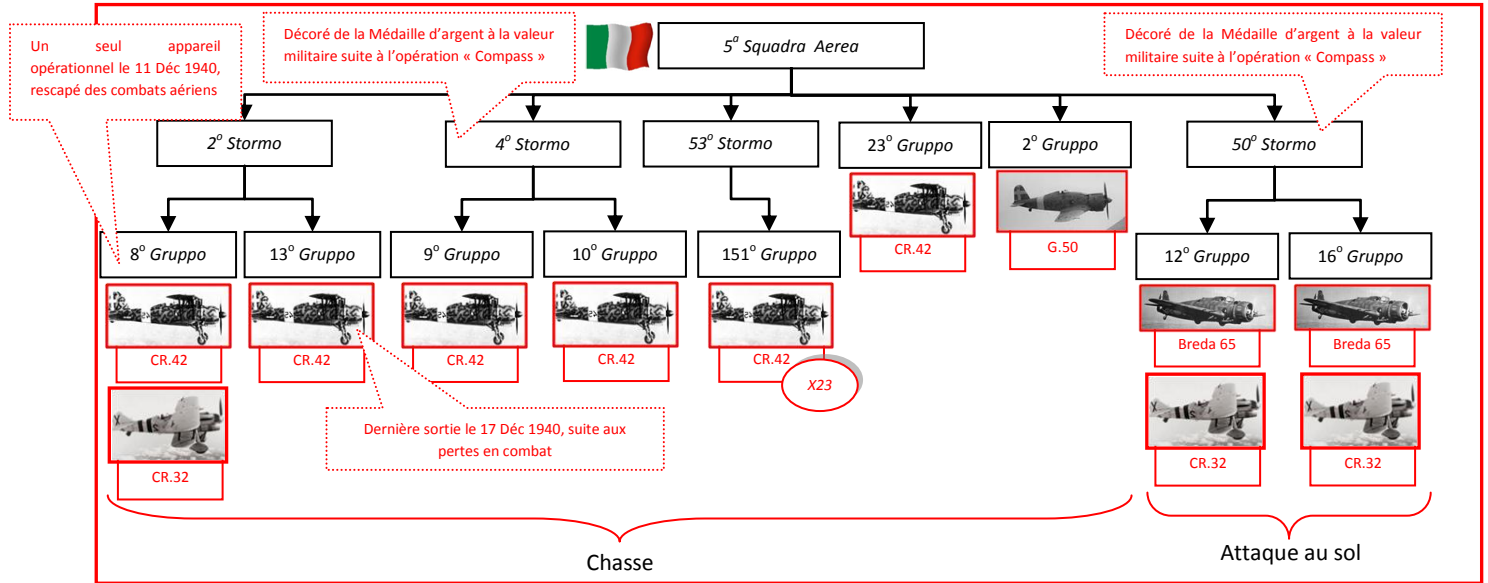 Un seul appareil
opérationnel le 11 Déc 1940,
rescapé des combats aériens
Décoré de la Médaille d’argent à la valeur
militaire suite à l’opération « Compass »
5ª Squadra Aerea
Décoré de la Médaille d’argent à la valeur
militaire suite à l’opération « Compass »
2º Stormo
4º Stormo
53º Stormo
23º Gruppo
2º Gruppo
50º Stormo
CR.42
G.50
8º Gruppo
13º Gruppo
9º Gruppo
10º Gruppo
151º Gruppo
12º Gruppo
16º Gruppo
CR.42
CR.42
CR.42
CR.42
CR.42
X23
Breda 65
Breda 65
Dernière sortie le 17 Déc 1940, suite aux
pertes en combat
CR.32
CR.32
CR.32
Chasse
Attaque au sol